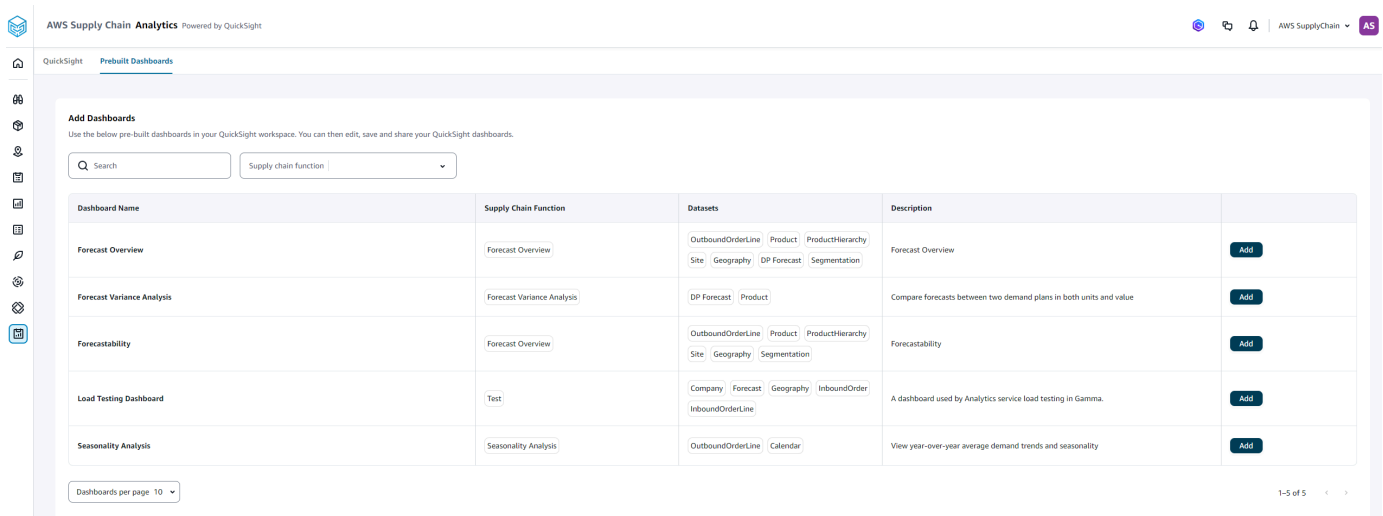 AWS Supply Chain Analytics Powered by QuickSight
AWS SupplyChain
AS
QuickSight
Prebuilt Dashboards
Add Dashboards
Use the below pre-built dashboards in your QuickSight workspace. You can then edit, save and share your QuickSight dashboards.
Search
Supply chain function
Dashboard Name
Supply Chain Function
Datasets
Description
Forecast Overview
Forecast Overview
OutboundOrderLine Product ProductHierarchy
Site Geography DP Forecast Segmentation
Forecast Overview
Add
Forecast Variance Analysis
Forecast Variance Analysis
DP Forecast Product
Compare forecasts between two demand plans in both units and value
Add
Forecastability
Forecast Overview
OutboundOrderLine Product ProductHierarchy
Site Geography Segmentation
Forecastability
Add
Load Testing Dashboard
Test
Company Forecast Geography InboundOrder
InboundOrderLine
A dashboard used by Analytics service load testing in Gamma.
Add
Seasonality Analysis
Seasonality Analysis
OutboundOrderLine Calendar
View year-over-year average demand trends and seasonality
Add
Dashboards per page 10
1–5 of 5